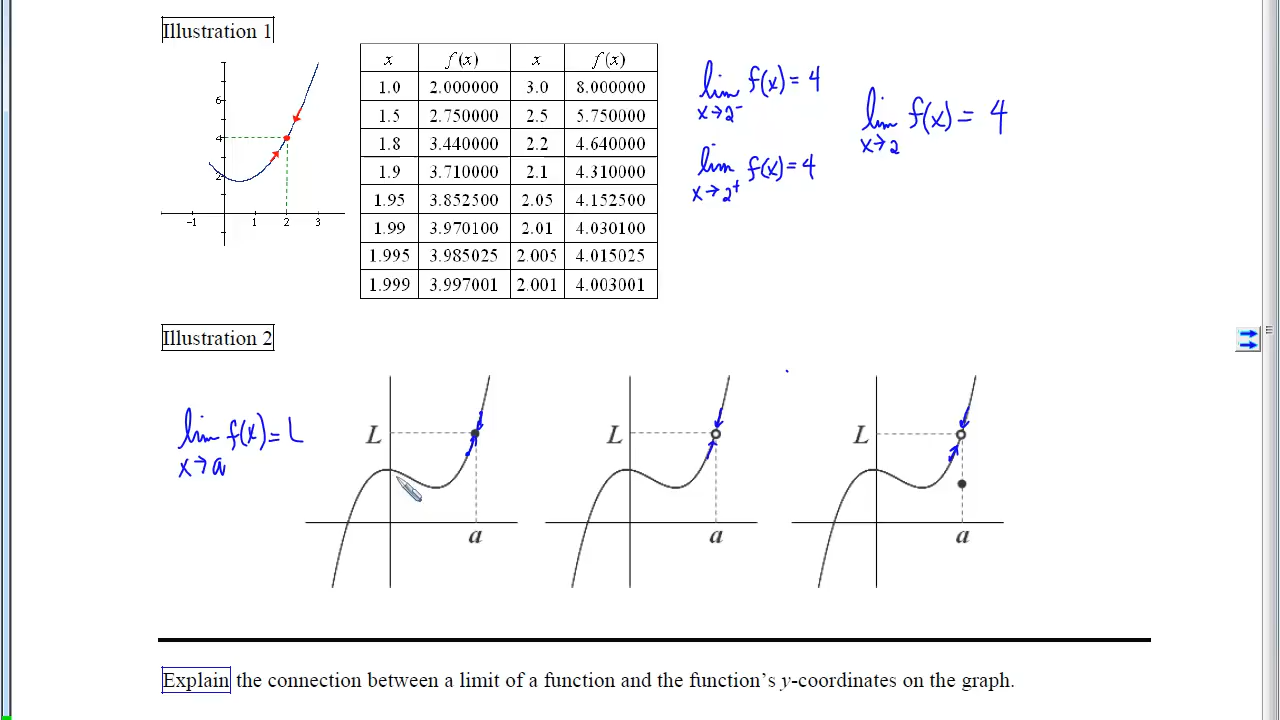 Illustration 1
x f(x) x f(x)
1.0 2.000000 3.0 8.000000
1.5 2.750000 2.5 5.750000
1.8 3.440000 2.2 4.640000
1.9 3.710000 2.1 4.310000
1.95 3.852500 2.05 4.152500
1.99 3.970100 2.01 4.030100
1.995 3.985025 2.005 4.015025
1.999 3.997001 2.001 4.003001
6
4
2
−1 1 2 3
lim f(x) = 4
x→2⁻
lim f(x) = 4
x→2⁺
lim f(x) = 4
x→2
Illustration 2
lim f(x) = L
x→a
L
a
L
a
L
a
Explain the connection between a limit of a function and the function’s y-coordinates on the graph.